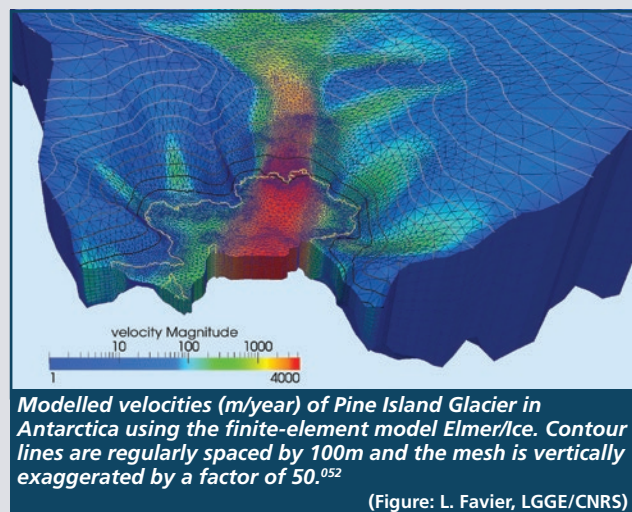 velocity Magnitude
10 100 1000
1 4000
Modelled velocities (m/year) of Pine Island Glacier in
Antarctica using the finite-element model Elmer/Ice. Contour
lines are regularly spaced by 100m and the mesh is vertically
exaggerated by a factor of 50.052
(Figure: L. Favier, LGGE/CNRS)